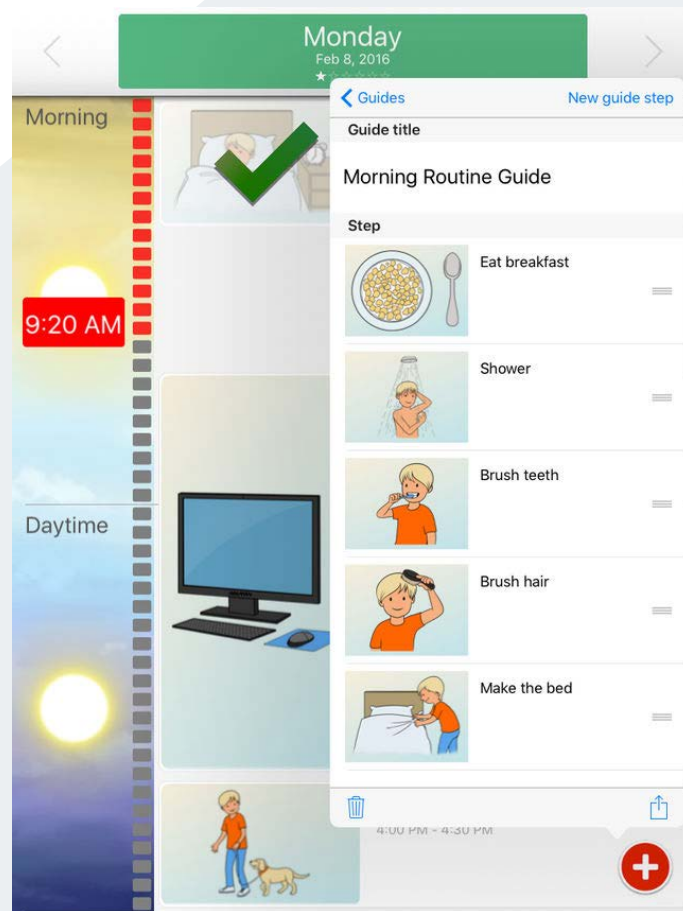 Monday
Feb 8, 2016
Guides
New guide step
Guide title
Morning Routine Guide
Step
Eat breakfast
Shower
Brush teeth
Brush hair
Make the bed
Morning
9:20 AM
Daytime
4:00 PM - 4:30 PM